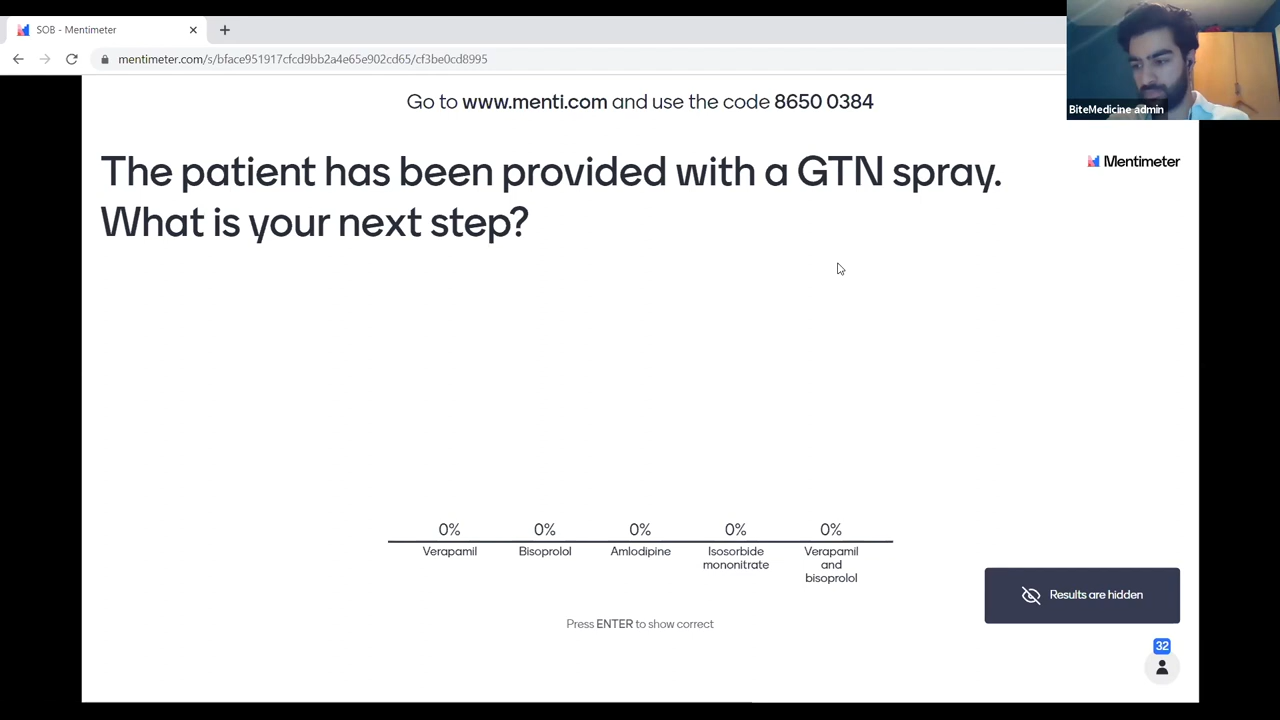 SOB - Mentimeter
mentimeter.com/s/bface951917cfcd9bb2a4e65e902cd65/cf3be0cd8995
BiteMedicine admin
Go to www.menti.com and use the code 8650 0384
Mentimeter
The patient has been provided with a GTN spray.
What is your next step?
0% 0% 0% 0% 0%
Verapamil Bisoprolol Amlodipine Isosorbide Verapamil
mononitrate and
bisoprolol
Results are hidden
Press ENTER to show correct
32